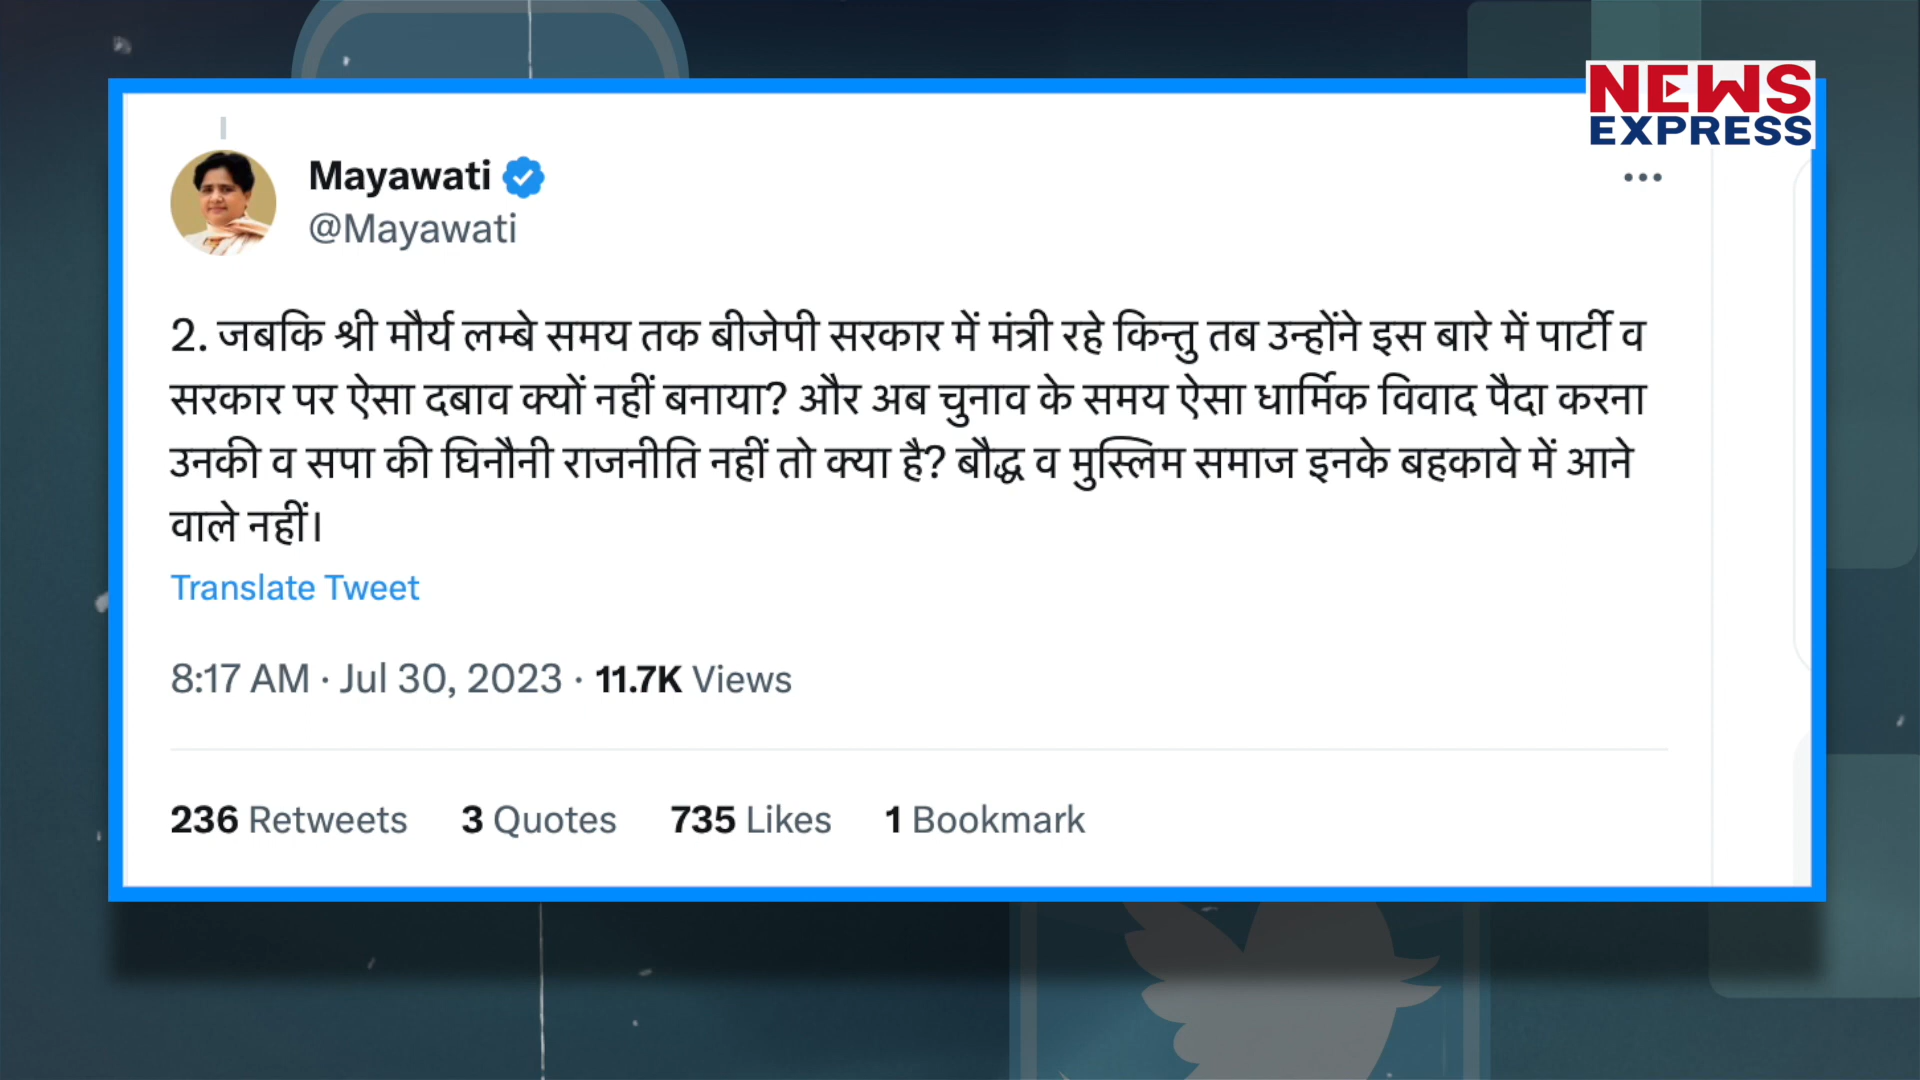 NEWS
EXPRESS
Mayawati
@Mayawati
2. जबकि श्री मौर्य लम्बे समय तक बीजेपी सरकार में मंत्री रहे किन्तु तब उन्होंने इस बारे में पार्टी व
सरकार पर ऐसा दबाव क्यों नहीं बनाया? और अब चुनाव के समय ऐसा धार्मिक विवाद पैदा करना
उनकी व सपा की घिनौनी राजनीति नहीं तो क्या है? बौद्ध व मुस्लिम समाज इनके बहकावे में आने
वाले नहीं।
Translate Tweet
8:17 AM · Jul 30, 2023 · 11.7K Views
236 Retweets 3 Quotes 735 Likes 1 Bookmark